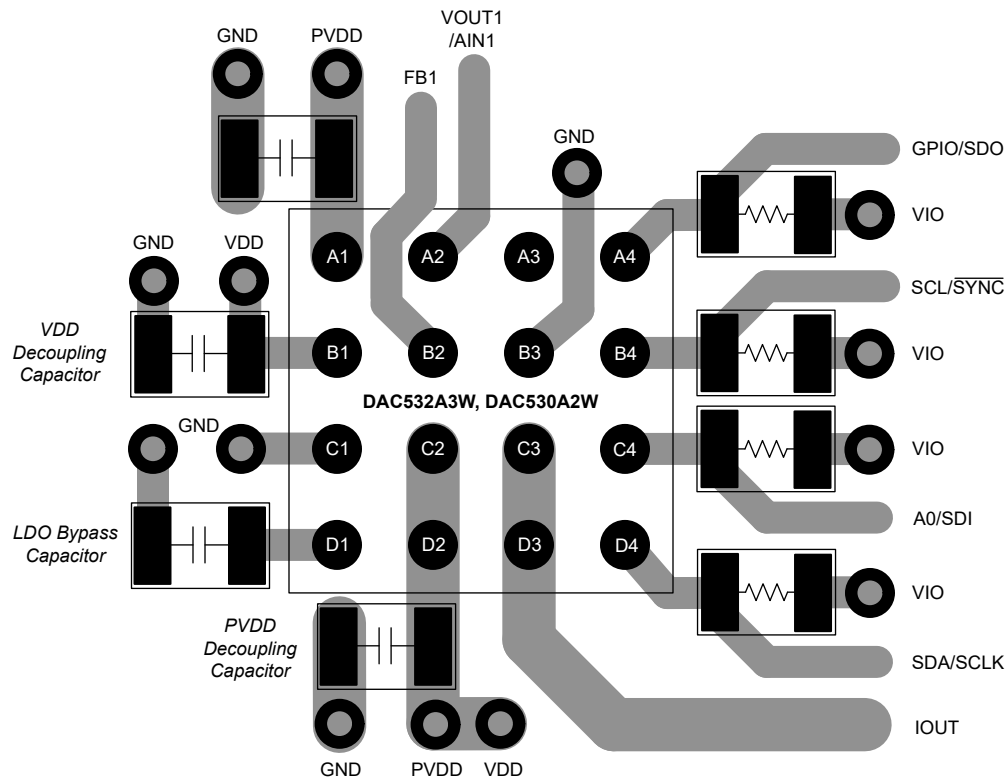 VOUT1
/AIN1
GND
PVDD
FB1
GND
GPIO/SDO
VIO
A1
A2
A3
A4
GND
VDD
SCL/SYNC
VDD
Decoupling
Capacitor
B1
B2
B3
B4
VIO
DAC532A3W, DAC530A2W
GND
C1
C2
C3
C4
VIO
A0/SDI
LDO Bypass
Capacitor
D1
D2
D3
D4
VIO
PVDD
Decoupling
Capacitor
SDA/SCLK
IOUT
GND
PVDD
VDD